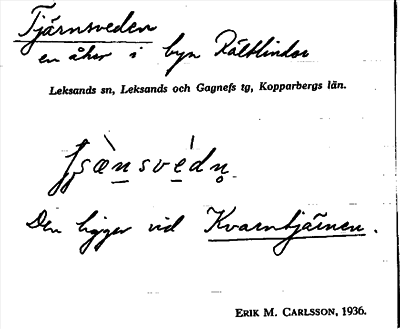 Tjärnsveden
en åker i byn Rältlindor
Leksands sn, Leksands och Gagnefs tg, Kopparbergs län.
Den ligger vid Kvarntjärnen.
ERIK M. CARLSSON, 1936.